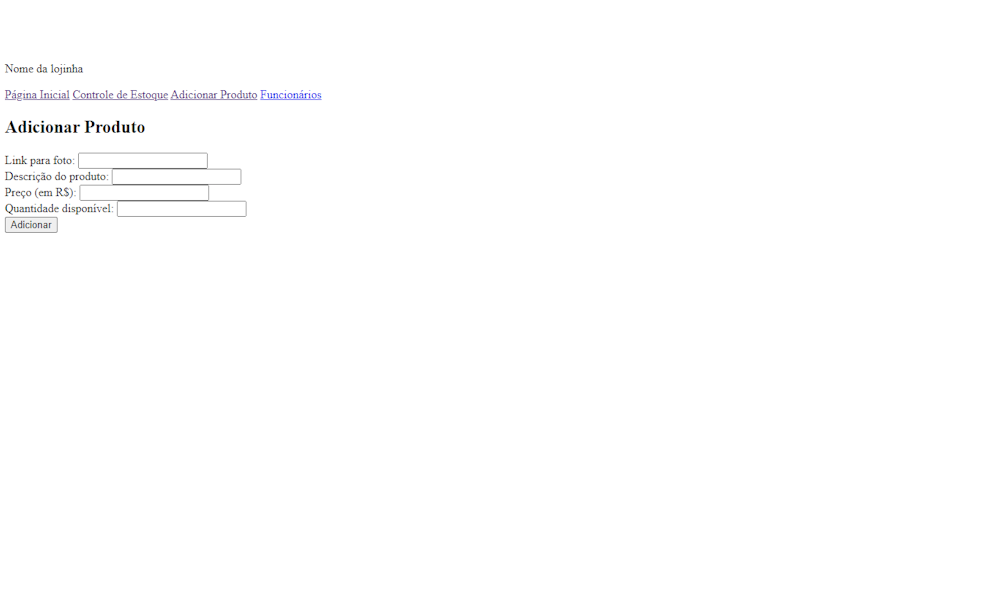 Nome da lojinha
Página Inicial Controle de Estoque Adicionar Produto Funcionários
Adicionar Produto
Link para foto:
Descrição do produto:
Preço (em R$):
Quantidade disponível:
Adicionar